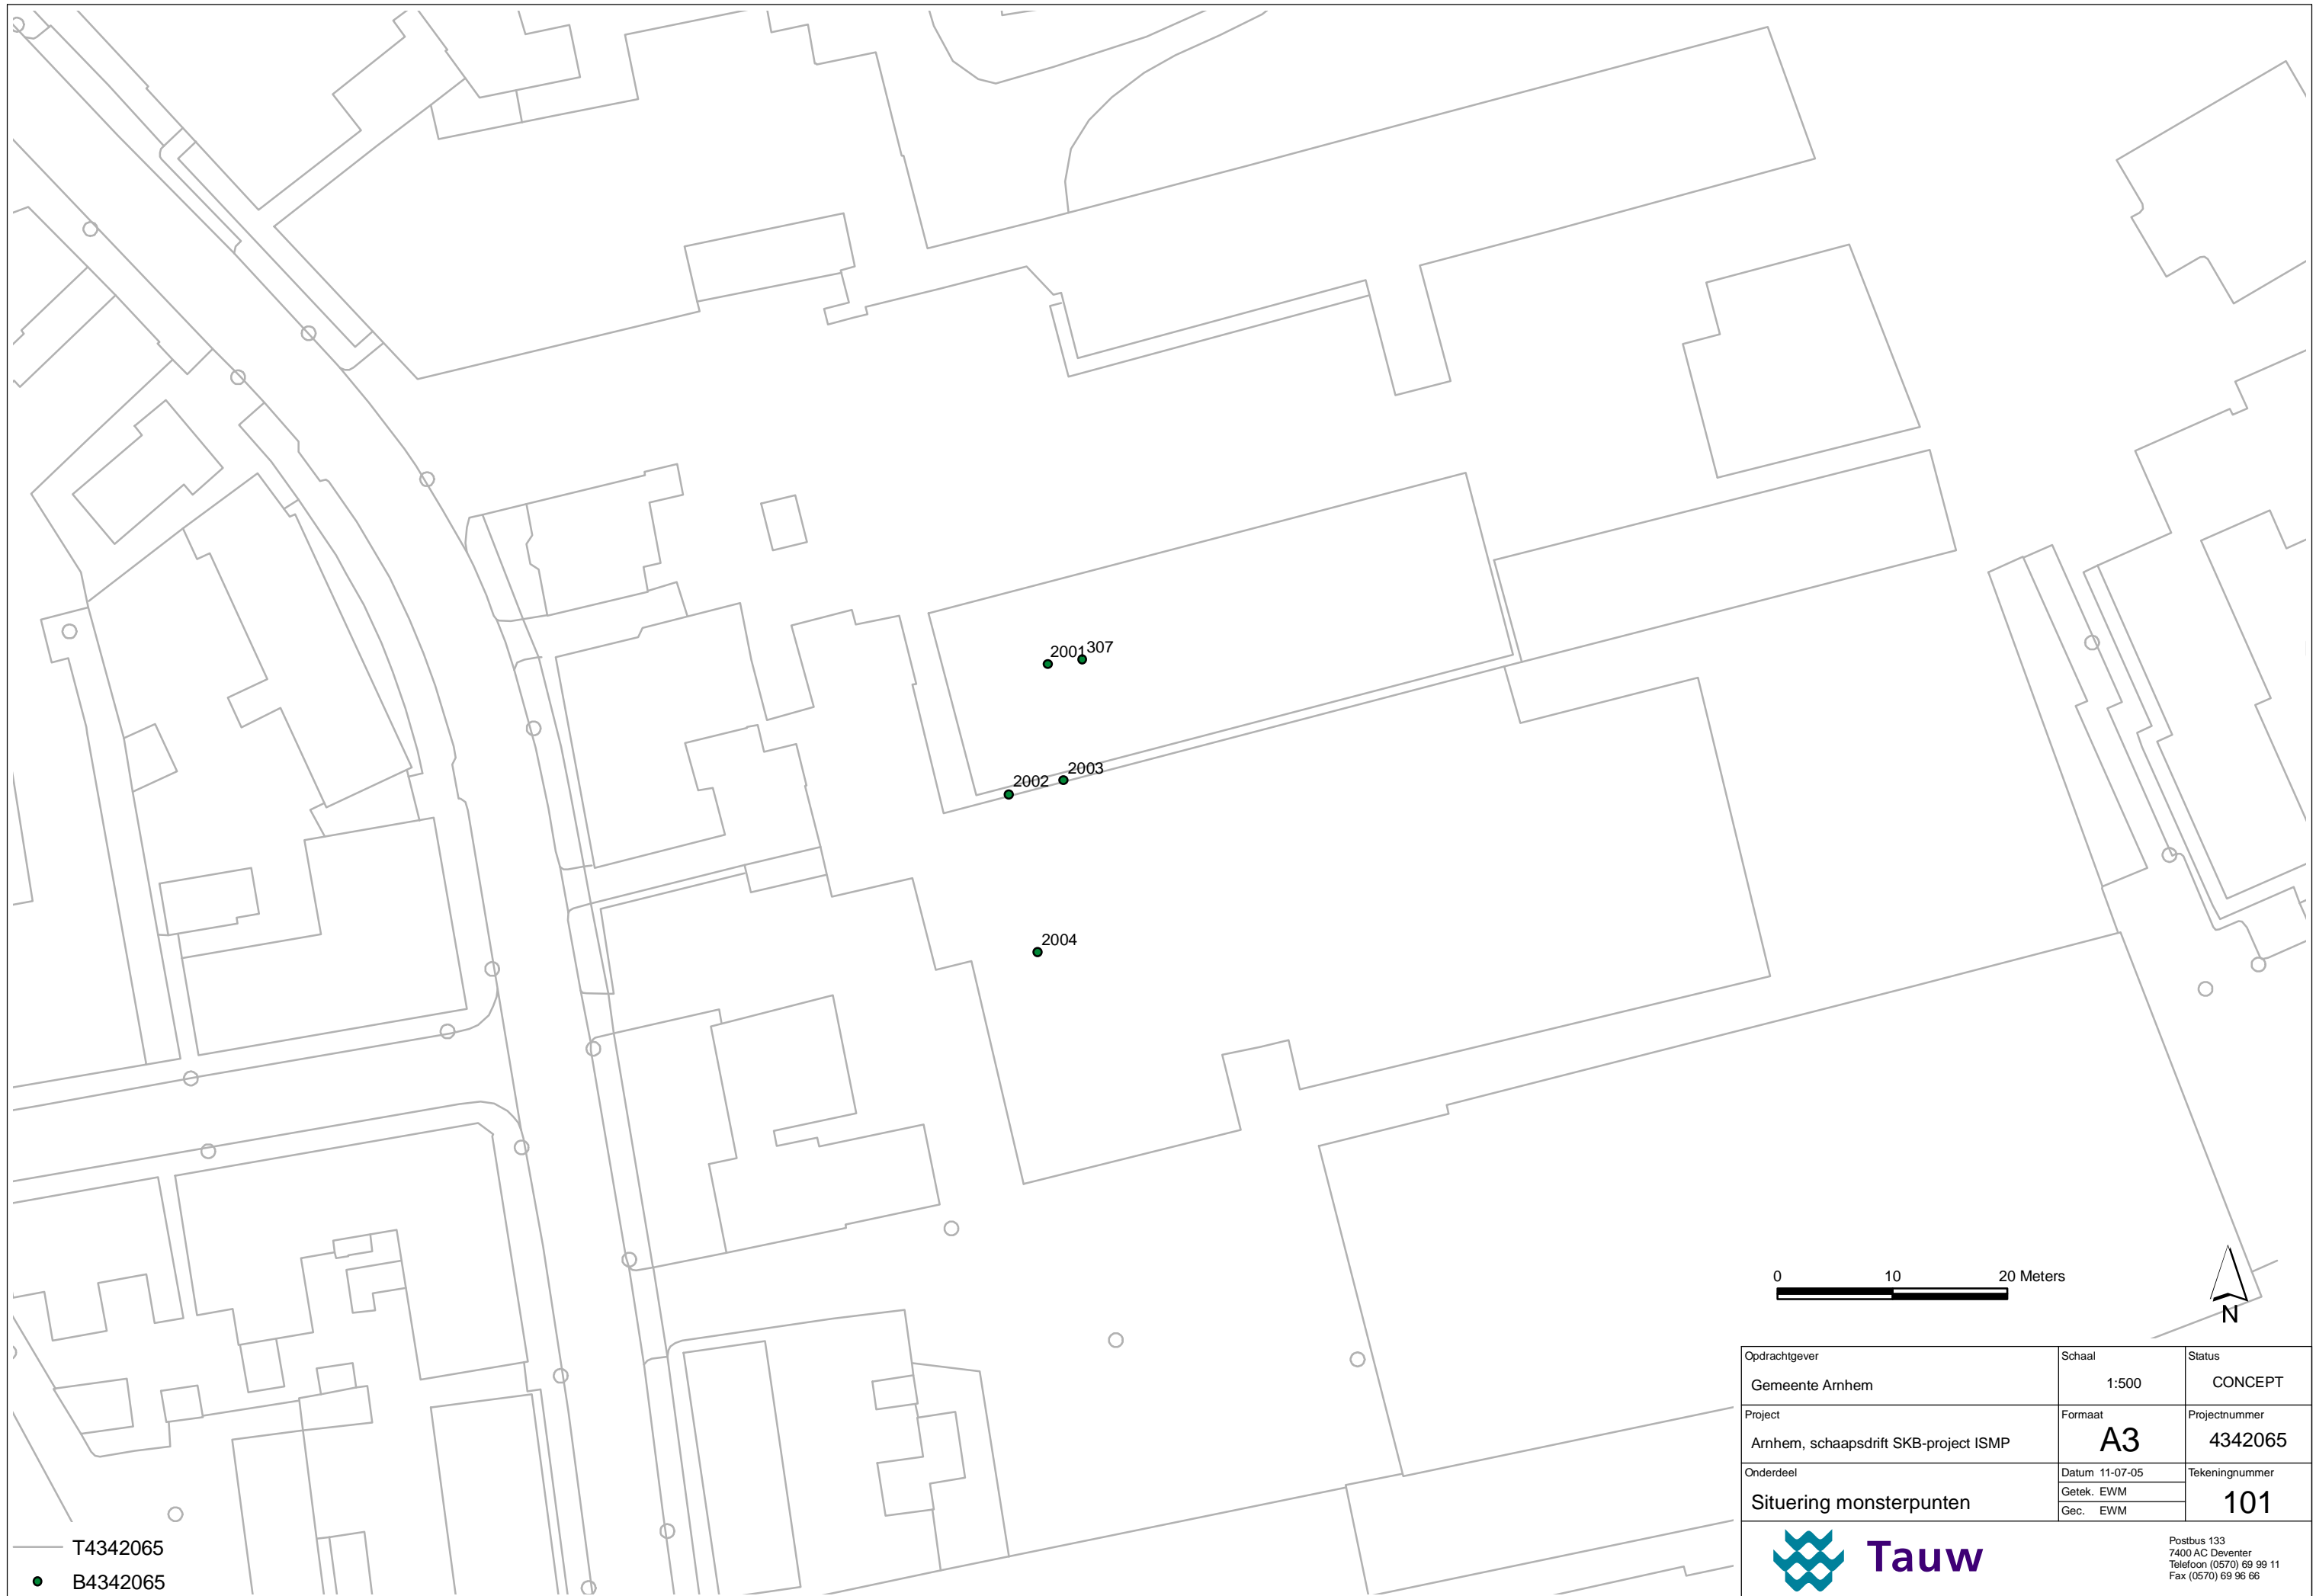 2001
307
2002
2003
2004
0 10 20 Meters
N
Opdrachtgever
Gemeente Arnhem
Schaal
1:500
Status
CONCEPT
Project
Arnhem, schaapsdrift SKB-project ISMP
Formaat
A3
Projectnummer
4342065
Onderdeel
Situering monsterpunten
Datum 11-07-05
Getek. EWM
Gec. EWM
Tekeningnummer
101
Tauw
Postbus 133
7400 AC Deventer
Telefoon (0570) 69 99 11
Fax (0570) 69 96 66
T4342065
B4342065